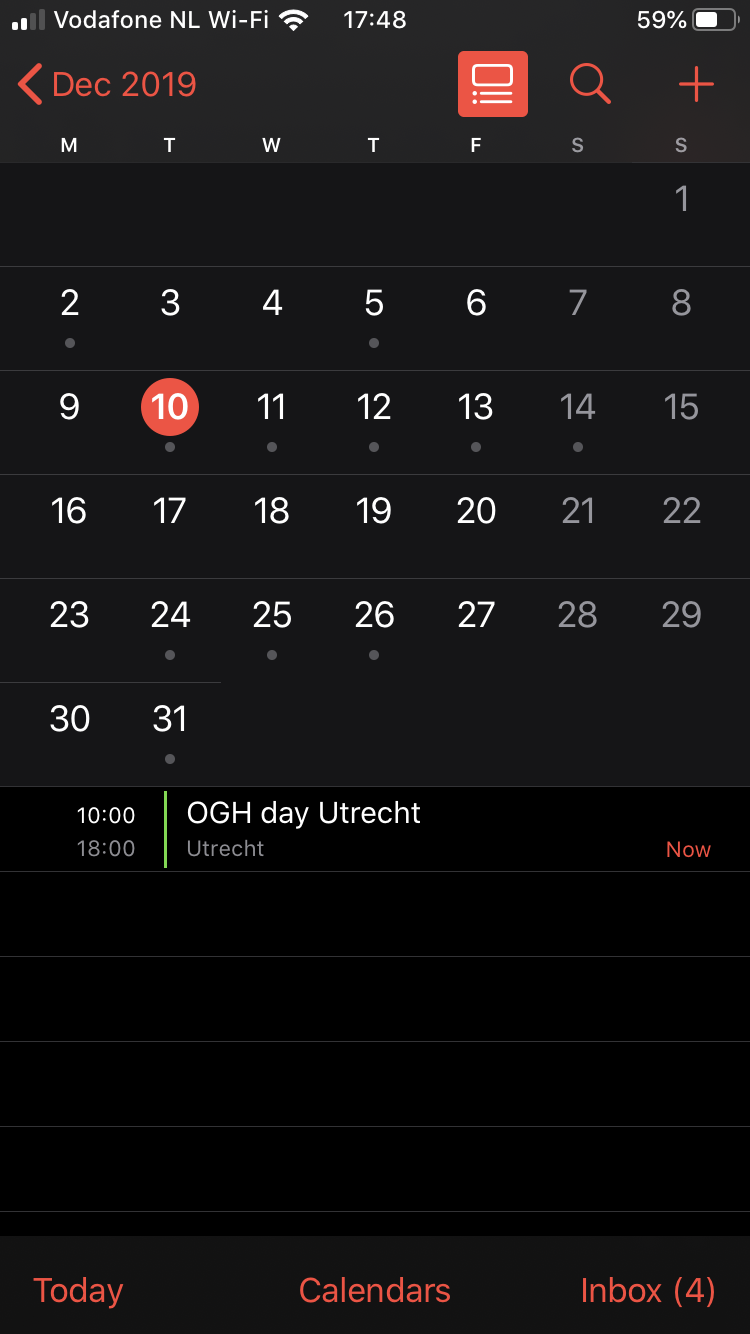 Vodafone NL Wi-Fi 17:48 59%
Dec 2019
M T W T F S S
1
2 3 4 5 6 7 8
9 10 11 12 13 14 15
16 17 18 19 20 21 22
23 24 25 26 27 28 29
30 31
10:00 OGH day Utrecht
18:00 Utrecht Now
Today Calendars Inbox (4)